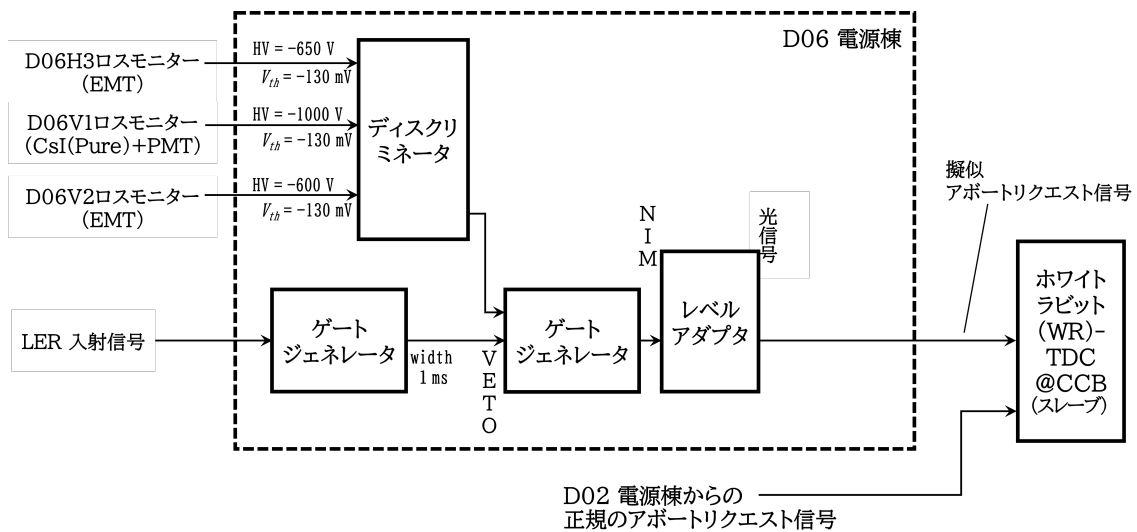 D06 電源棟
D06H3ロスモニター
(EMT)
HV = −650 V
Vth = −130 mV
D06V1ロスモニター
(CsI(Pure)+PMT)
HV = −1000 V
Vth = −130 mV
D06V2ロスモニター
(EMT)
HV = −600 V
Vth = −130 mV
ディスクリ
ミネータ
LER 入射信号
ゲート
ジェネレータ
width
1ms
VETO
ゲート
ジェネレータ
NIM
レベル
アダプタ
光信号
擬似
アボートリクエスト信号
ホワイト
ラビット
(WR)-
TDC
@CCB
(スレーブ)
D02 電源棟からの
正規のアボートリクエスト信号